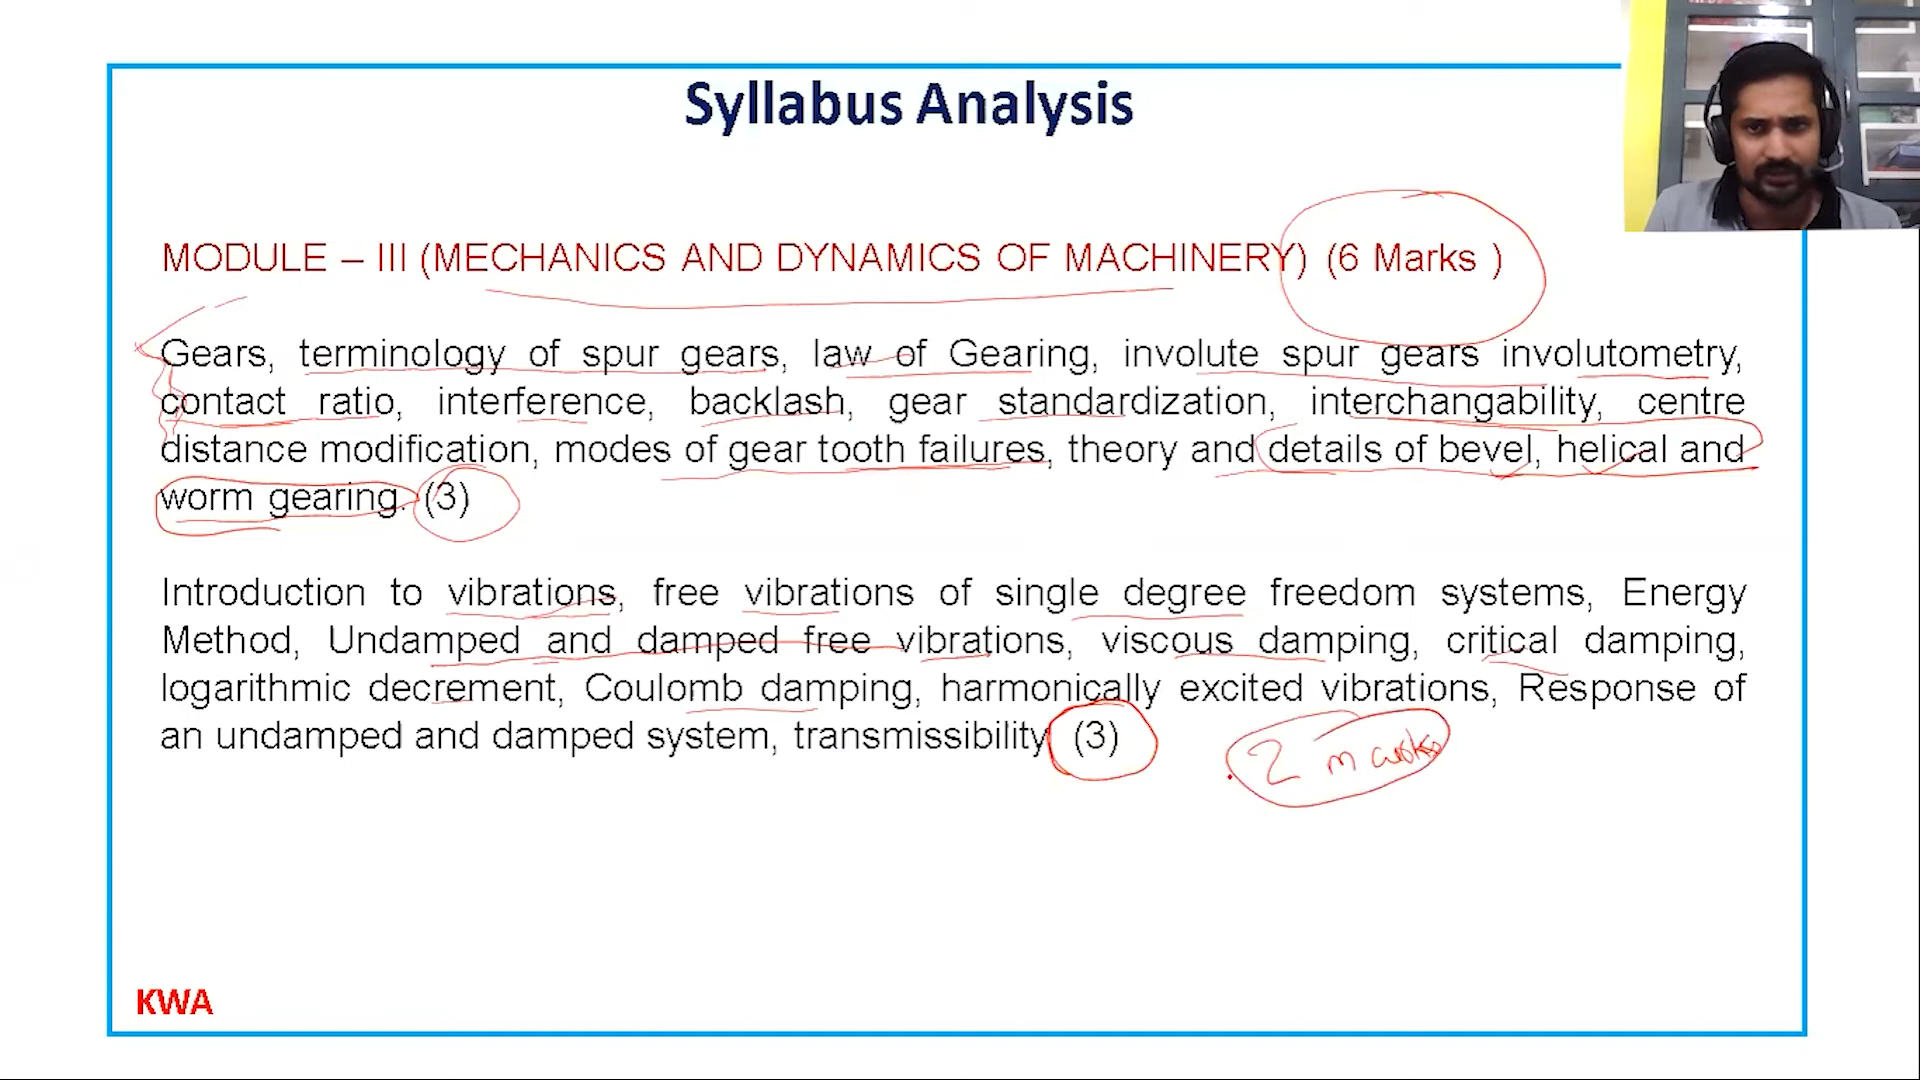 Syllabus Analysis
MODULE – III (MECHANICS AND DYNAMICS OF MACHINERY) (6 Marks )
Gears, terminology of spur gears, law of Gearing, involute spur gears involutometry,
contact ratio, interference, backlash, gear standardization, interchangability, centre
distance modification, modes of gear tooth failures, theory and details of bevel, helical and
worm gearing. (3)
Introduction to vibrations, free vibrations of single degree freedom systems, Energy
Method, Undamped and damped free vibrations, viscous damping, critical damping,
logarithmic decrement, Coulomb damping, harmonically excited vibrations, Response of
an undamped and damped system, transmissibility (3)
2 marks
KWA